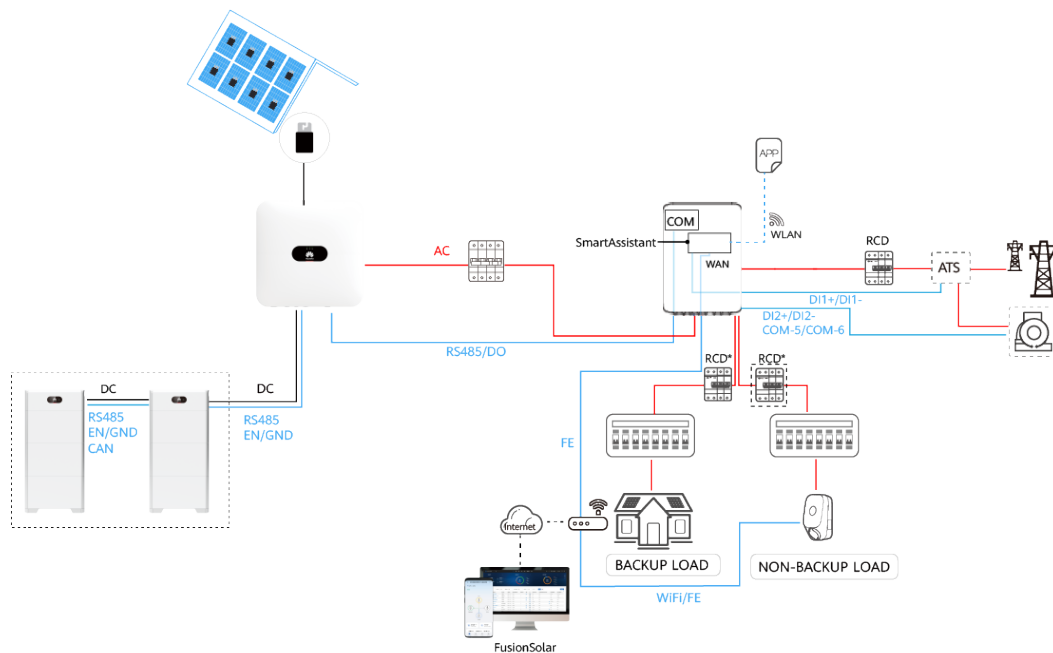 APP
COM
SmartAssistant
WAN
WLAN
AC
RCD
ATS
DI1+/DI1-
DI2+/DI2-
COM-5/COM-6
RS485/DO
RCD*
RCD*
DC
DC
RS485
EN/GND
CAN
RS485
EN/GND
FE
Internet
BACKUP LOAD
NON-BACKUP LOAD
WiFi/FE
FusionSolar